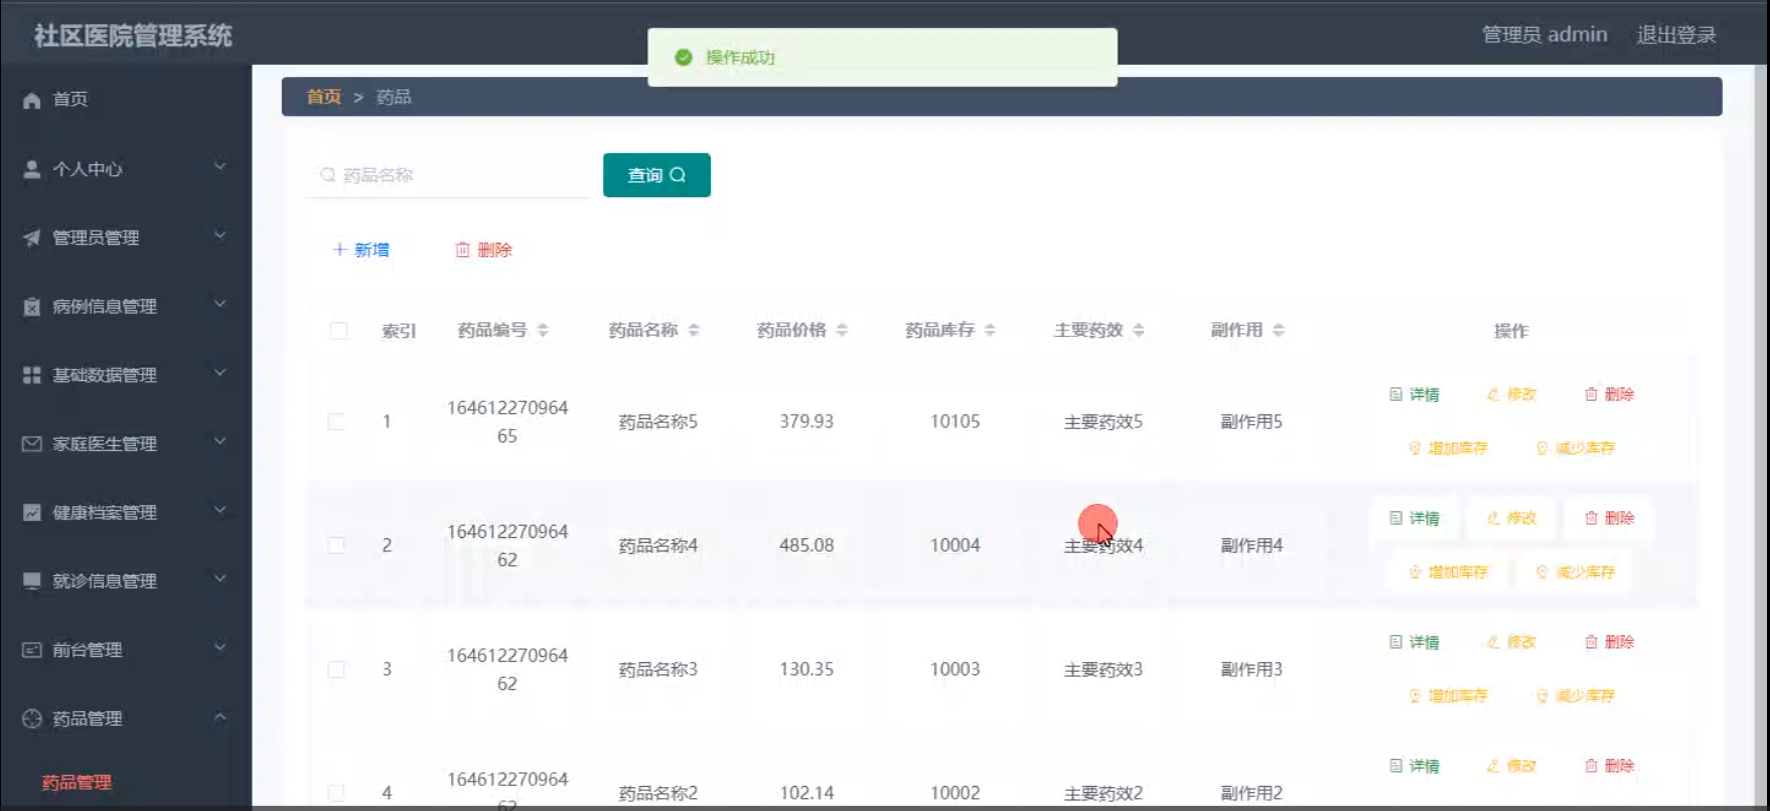 社区医院管理系统
管理员 admin 退出登录
操作成功
首页
个人中心
管理员管理
病例信息管理
基础数据管理
家庭医生管理
健康档案管理
就诊信息管理
前台管理
药品管理
药品管理
首页 > 药品
药品名称
查询
新增 删除
索引 药品编号 药品名称 药品价格 药品库存 主要药效 副作用 操作
1 164612270964 65 药品名称5 379.93 10105 主要药效5 副作用5 详情 修改 删除
增加库存 减少库存
2 164612270964 62 药品名称4 485.08 10004 主要药效4 副作用4 详情 修改 删除
增加库存 减少库存
3 164612270964 62 药品名称3 130.35 10003 主要药效3 副作用3 详情 修改 删除
增加库存 减少库存
4 164612270964 62 药品名称2 102.14 10002 主要药效2 副作用2 详情 修改 删除